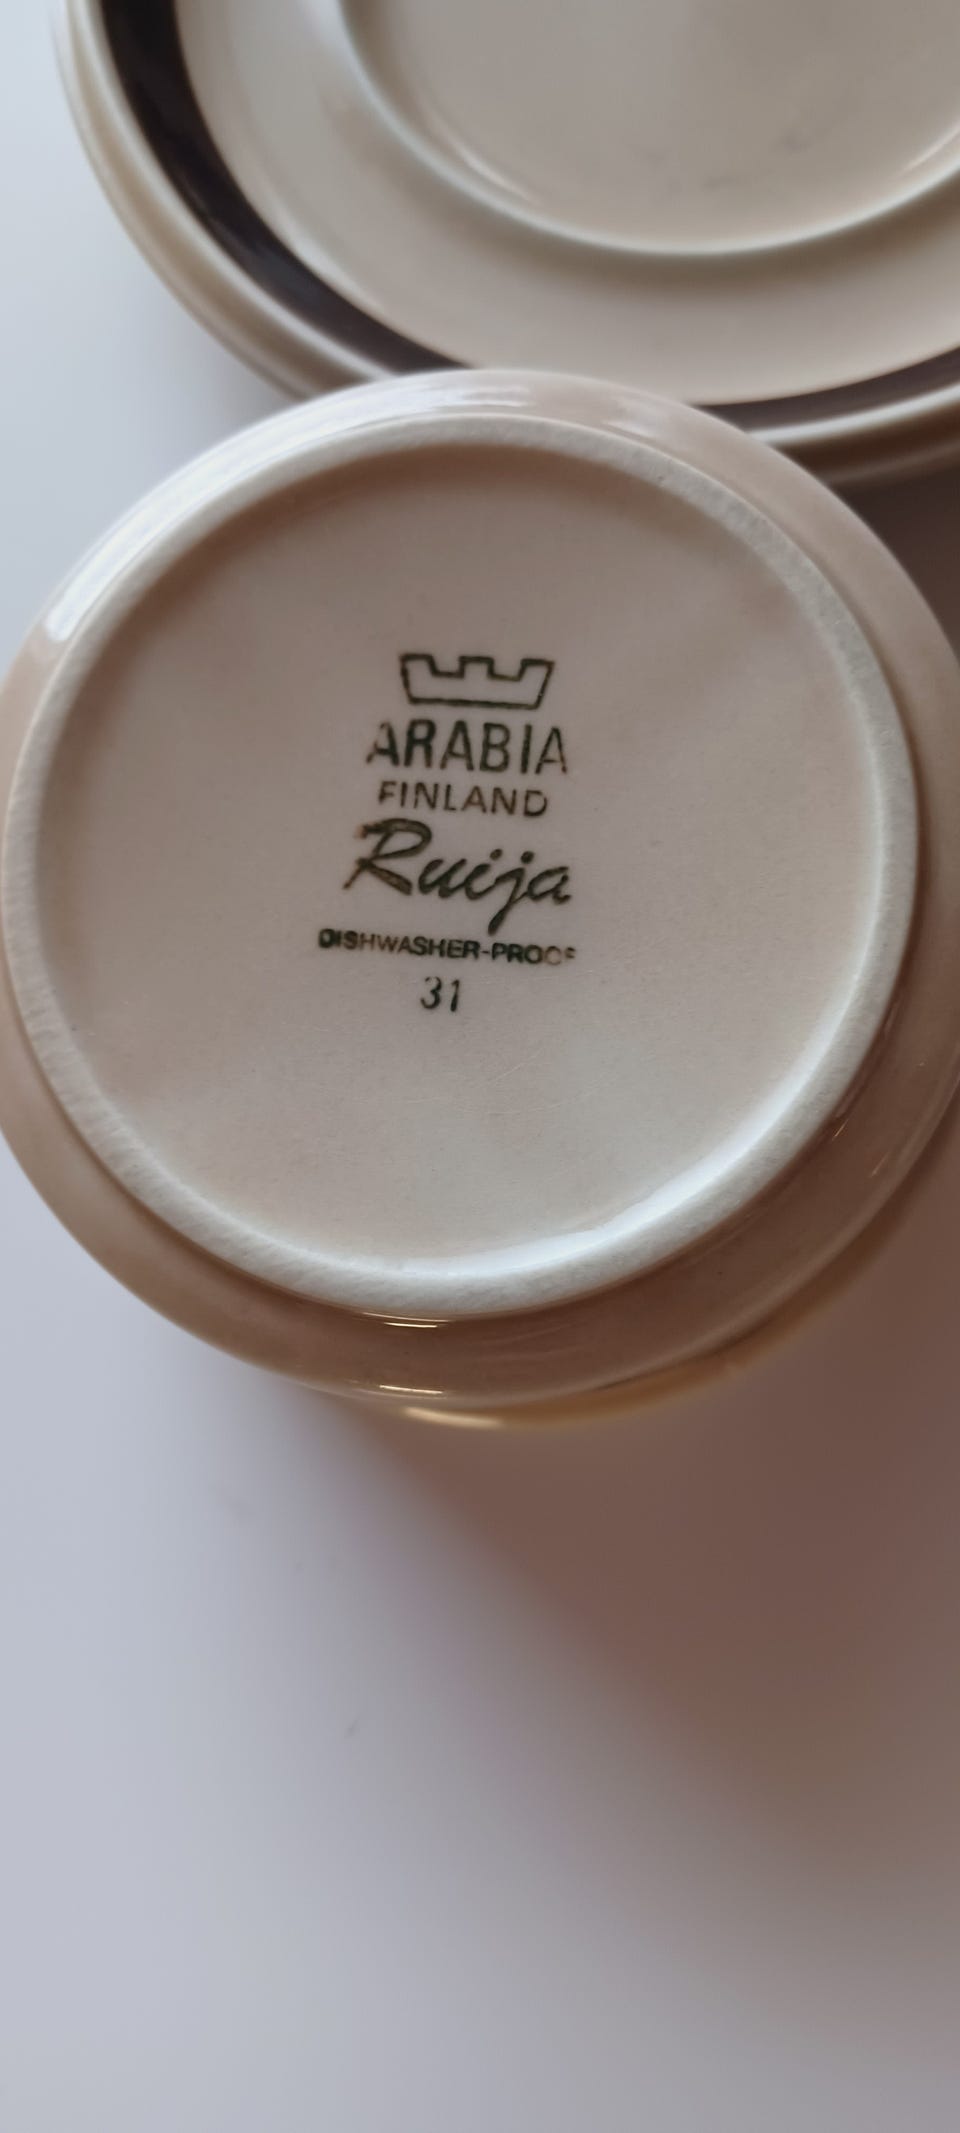 ARABIA
FINLAND
Ruija
DISHWASHER-PROOF
31